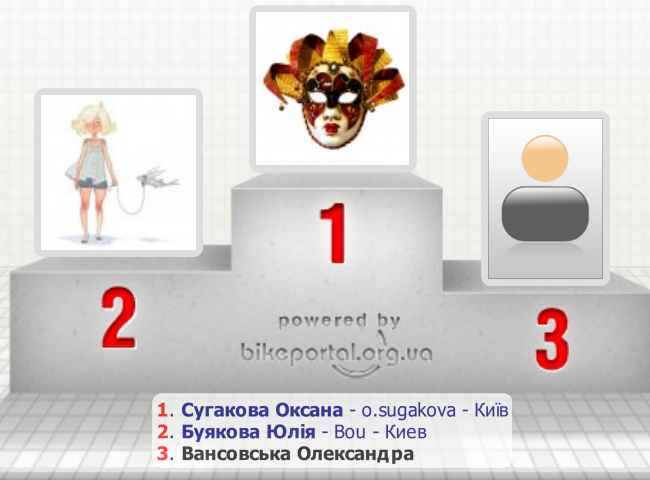 1
2
3
powered by
bikeportal.org.ua
1. Сугакова Оксана - o.sugakova - Київ
2. Буякова Юлія - Bou - Киев
3. Вансовська Олександра